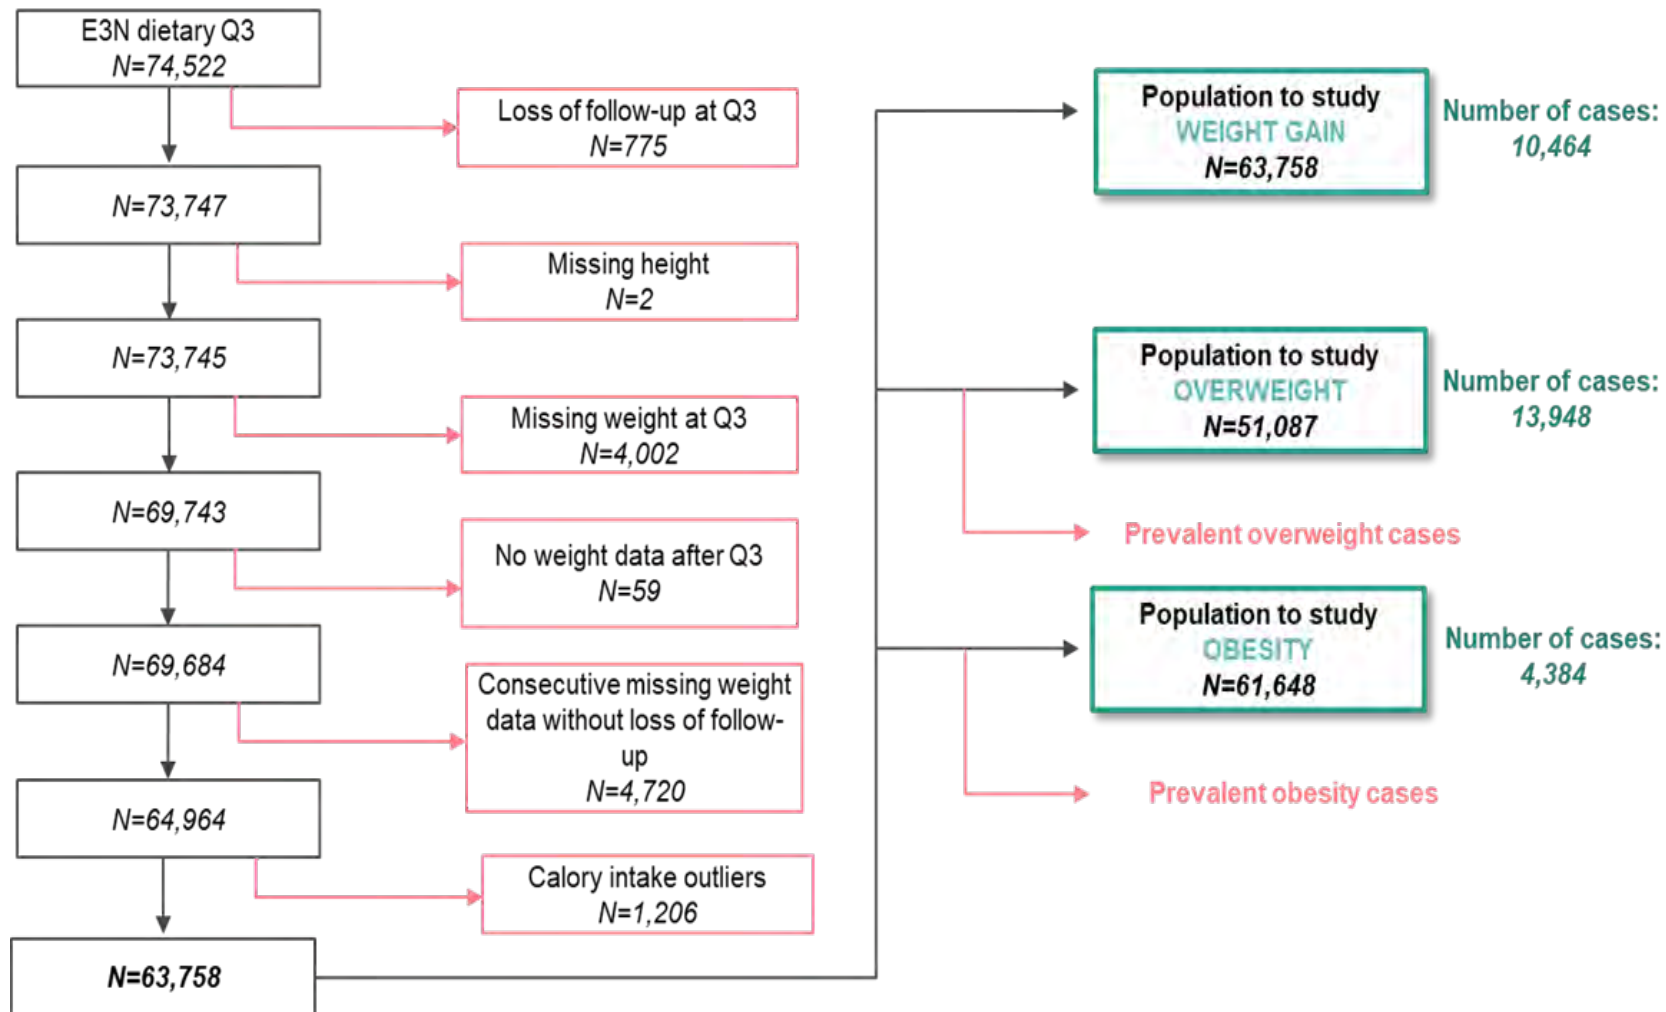 E3N dietary Q3
N=74,522
Loss of follow-up at Q3
N=775
N=73,747
Missing height
N=2
N=73,745
Missing weight at Q3
N=4,002
N=69,743
No weight data after Q3
N=59
N=69,684
Consecutive missing weight
data without loss of follow-
up
N=4,720
N=64,964
Calory intake outliers
N=1,206
N=63,758
Population to study
WEIGHT GAIN
N=63,758
Number of cases:
10,464
Population to study
OVERWEIGHT
N=51,087
Number of cases:
13,948
Prevalent overweight cases
Population to study
OBESITY
N=61,648
Number of cases:
4,384
Prevalent obesity cases